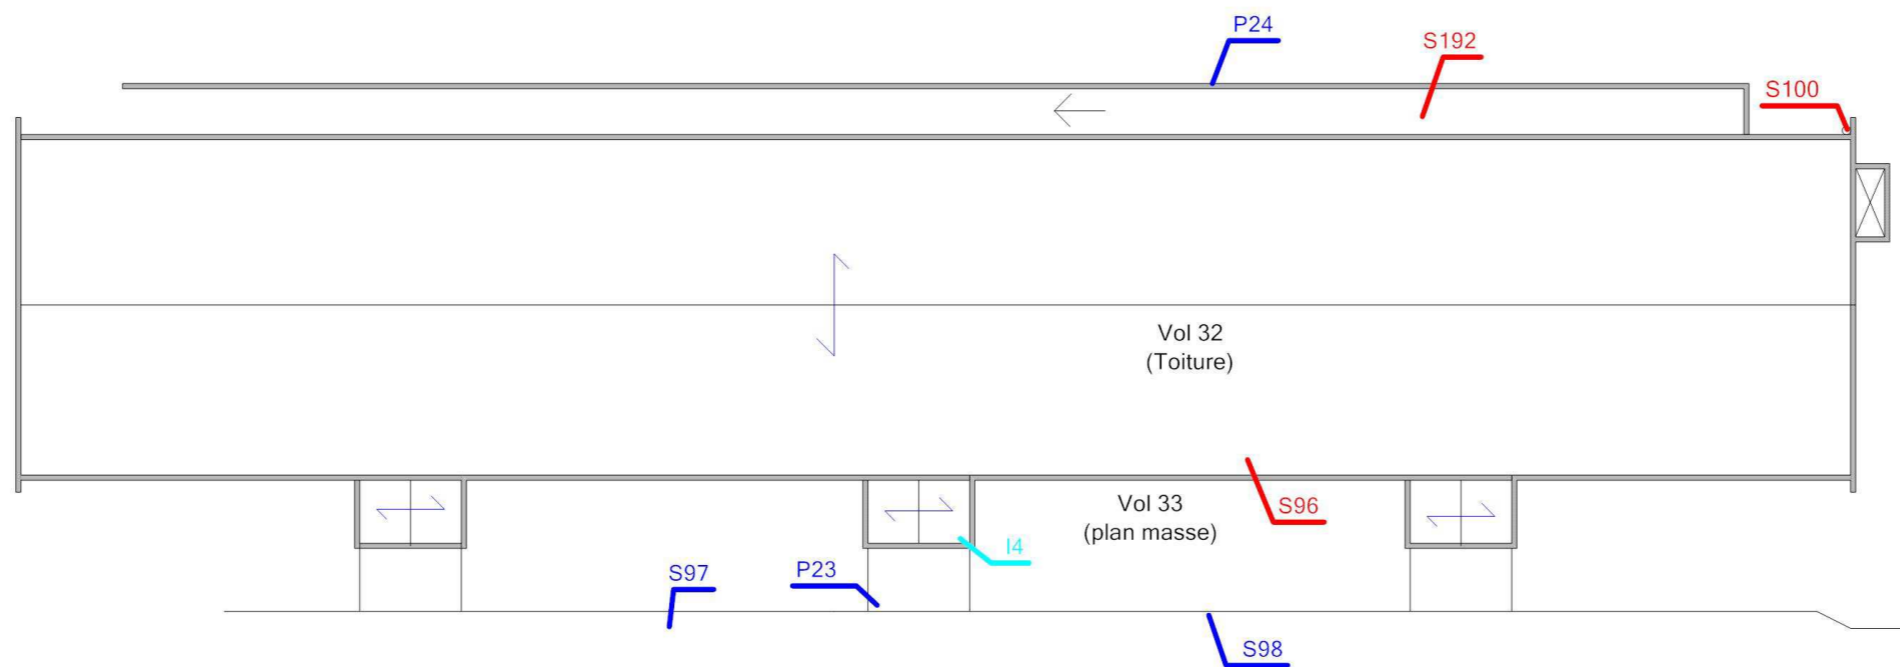 P24
S192
S100
Vol 32
(Toiture)
Vol 33
(plan masse)
S96
I4
S97
P23
S98